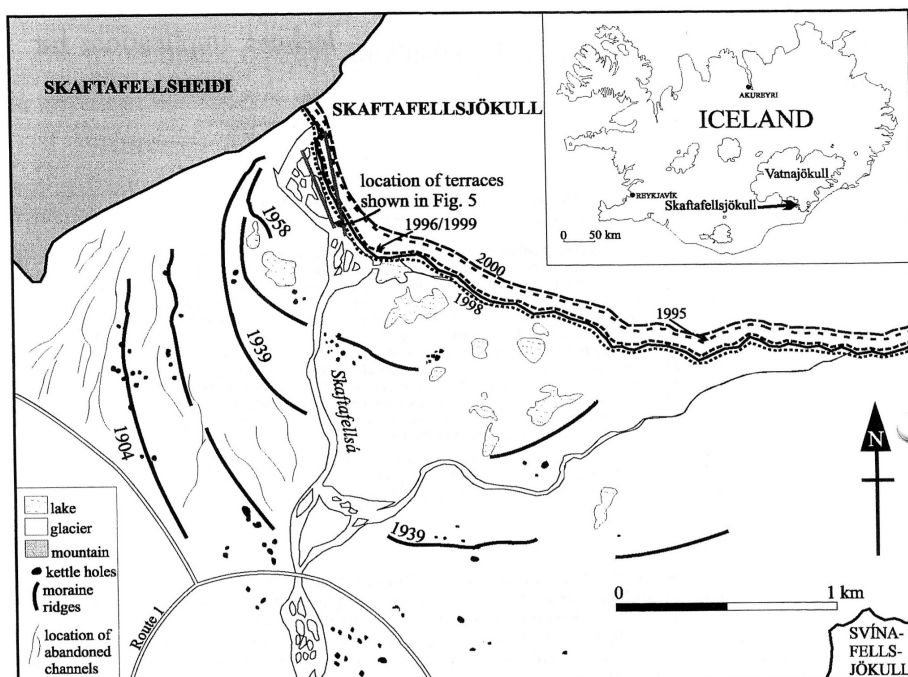 SKAFTAFELLSHEIÐI
SKAFTAFELLSJÖKULL
location of terraces
shown in Fig. 5
1996/1999
1958
2000
1998
1995
1939
Skaftafellsá
1904
1939
Route 1
N
0 1 km
SVÍNA-
FELLS-
JÖKULL
lake
glacier
mountain
kettle holes
moraine
ridges
location of
abandoned
channels
AKUREYRI
ICELAND
Vatnajökull
REYKJAVÍK
Skaftafellsjökull
0 50 km